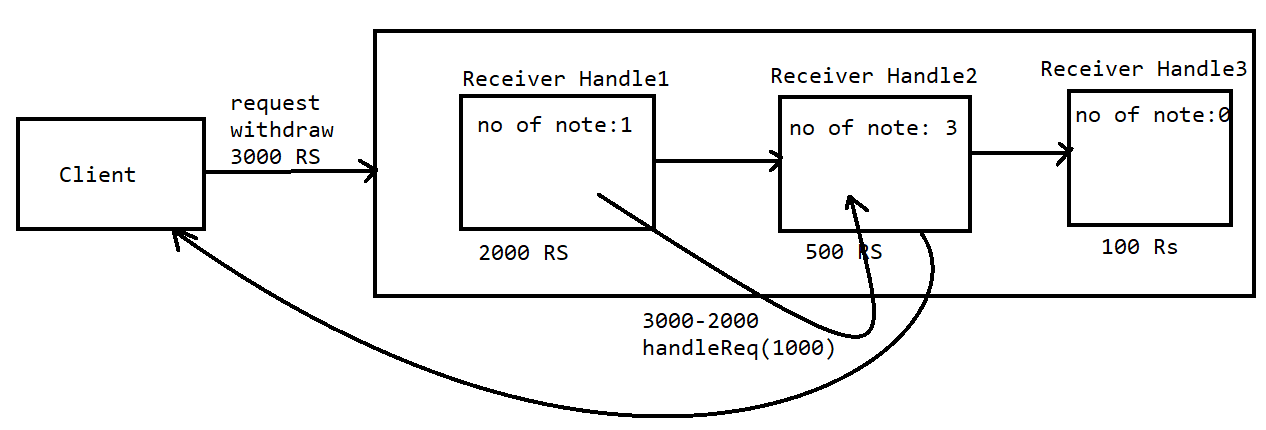 request
withdraw
3000 RS
Client
Receiver Handle1
no of note:1
2000 RS
Receiver Handle2
no of note: 3
500 RS
Receiver Handle3
no of note:0
100 Rs
3000-2000
handleReq(1000)